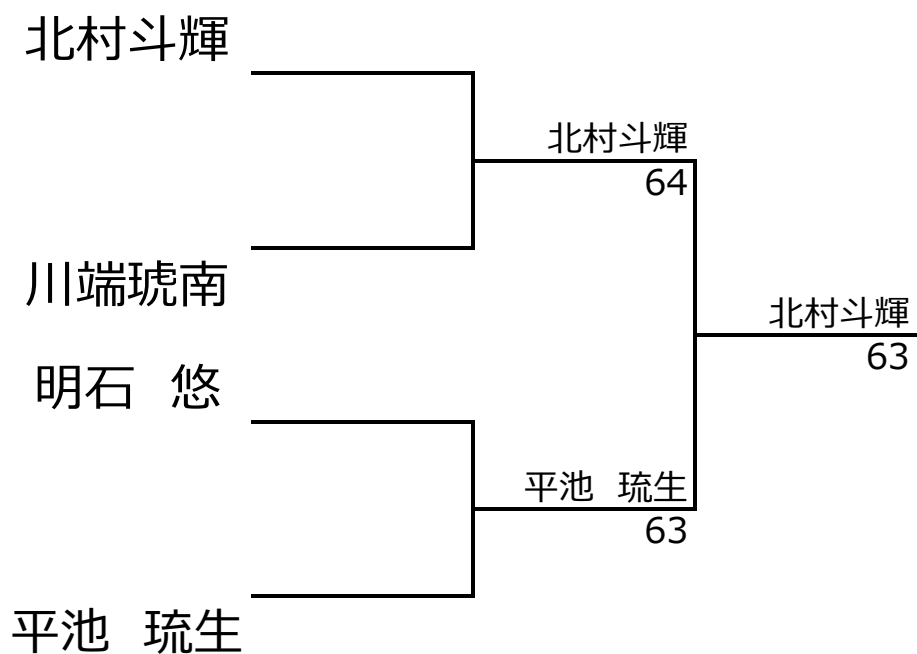 北村斗輝
北村斗輝
64
川端琥南
北村斗輝
63
明石　悠
平池　琉生
63
平池　琉生